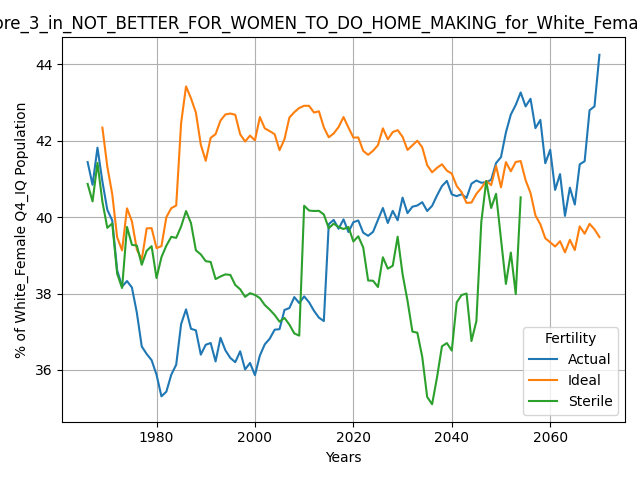 ore_3_in_NOT_BETTER_FOR_WOMEN_TO_DO_HOME_MAKING_for_White_Fema
% of White_Female Q4_IQ Population
44
42
40
38
36
1980 2000 2020 2040 2060
Years
Fertility
Actual
Ideal
Sterile